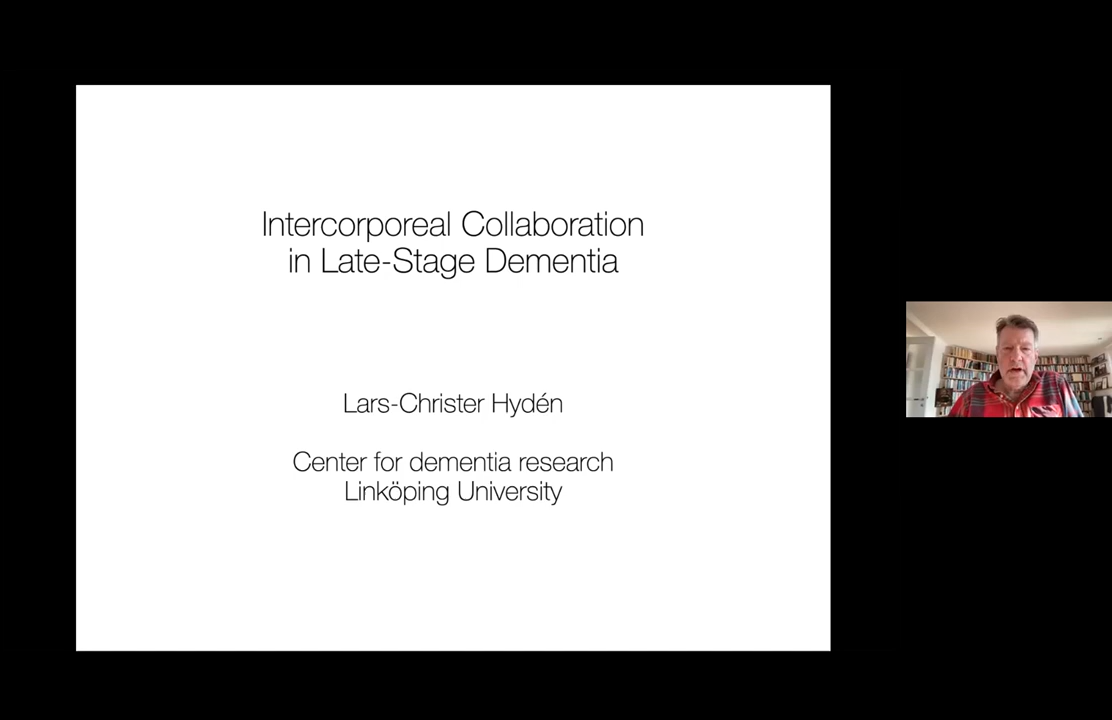 Intercorporeal Collaboration
in Late-Stage Dementia
Lars-Christer Hydén
Center for dementia research
Linköping University